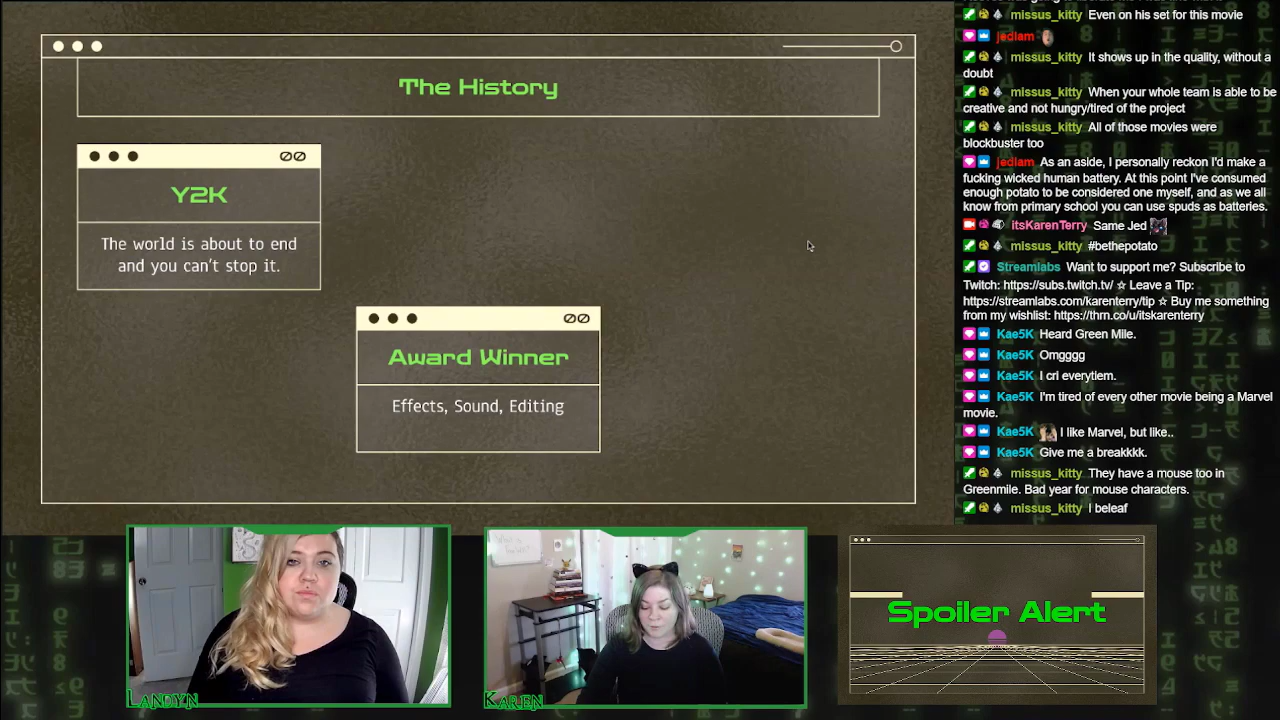 The History
Y2K
The world is about to end
and you can't stop it.
Award Winner
Effects, Sound, Editing
missus_kitty Even on his set for this movie
jedlam
missus_kitty It shows up in the quality, without a
doubt
missus_kitty When your whole team is able to be
creative and not hungry/tired of the project
missus_kitty All of those movies were
blockbuster too
jedlam As an aside, I personally reckon I'd make a
fucking wicked human battery. At this point I've consumed
enough potato to be considered one myself, and as we all
know from primary school you can use spuds as batteries.
itsKarenTerry Same Jed
missus_kitty #bethepotato
Streamlabs Want to support me? Subscribe to
Twitch: https://subs.twitch.tv/ ☆ Leave a Tip:
https://streamlabs.com/karenterry/tip ☆ Buy me something
from my wishlist: https://thrn.co/u/itskarenterry
Kae5K Heard Green Mile.
Kae5K Omgggg
Kae5K I cri everytiem.
Kae5K I'm tired of every other movie being a Marvel
movie.
Kae5K I like Marvel, but like..
Kae5K Give me a breakkkk.
missus_kitty They have a mouse too in
Greenmile. Bad year for mouse characters.
missus_kitty I beleaf
Spoiler Alert
Landyn
Karen